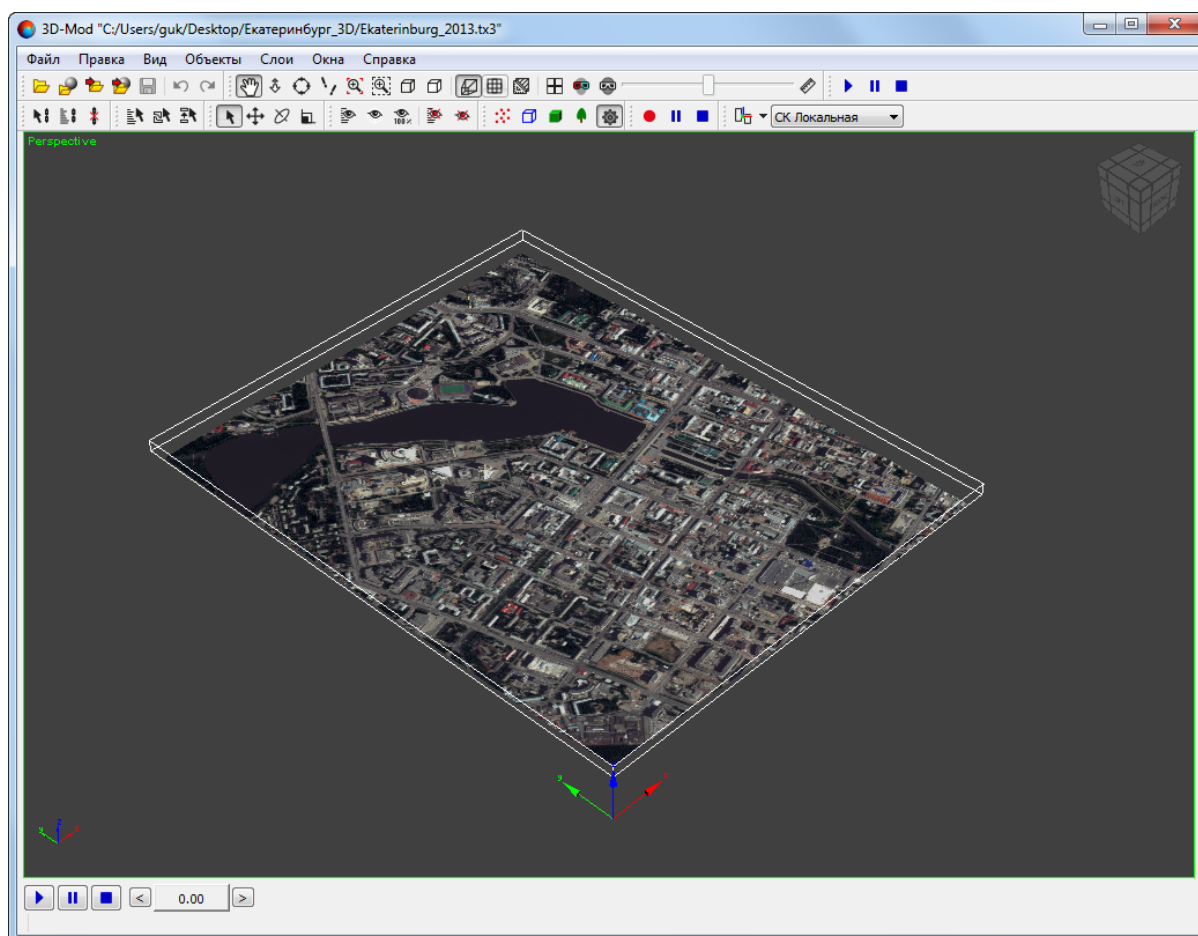 3D-Mod "C:/Users/guk/Desktop/Екатеринбург_3D/Ekaterinburg_2013.tx3"
Файл Правка Вид Объекты Слои Окна Справка
100%
СК Локальная
Perspective
y
z
x
< 0.00 >